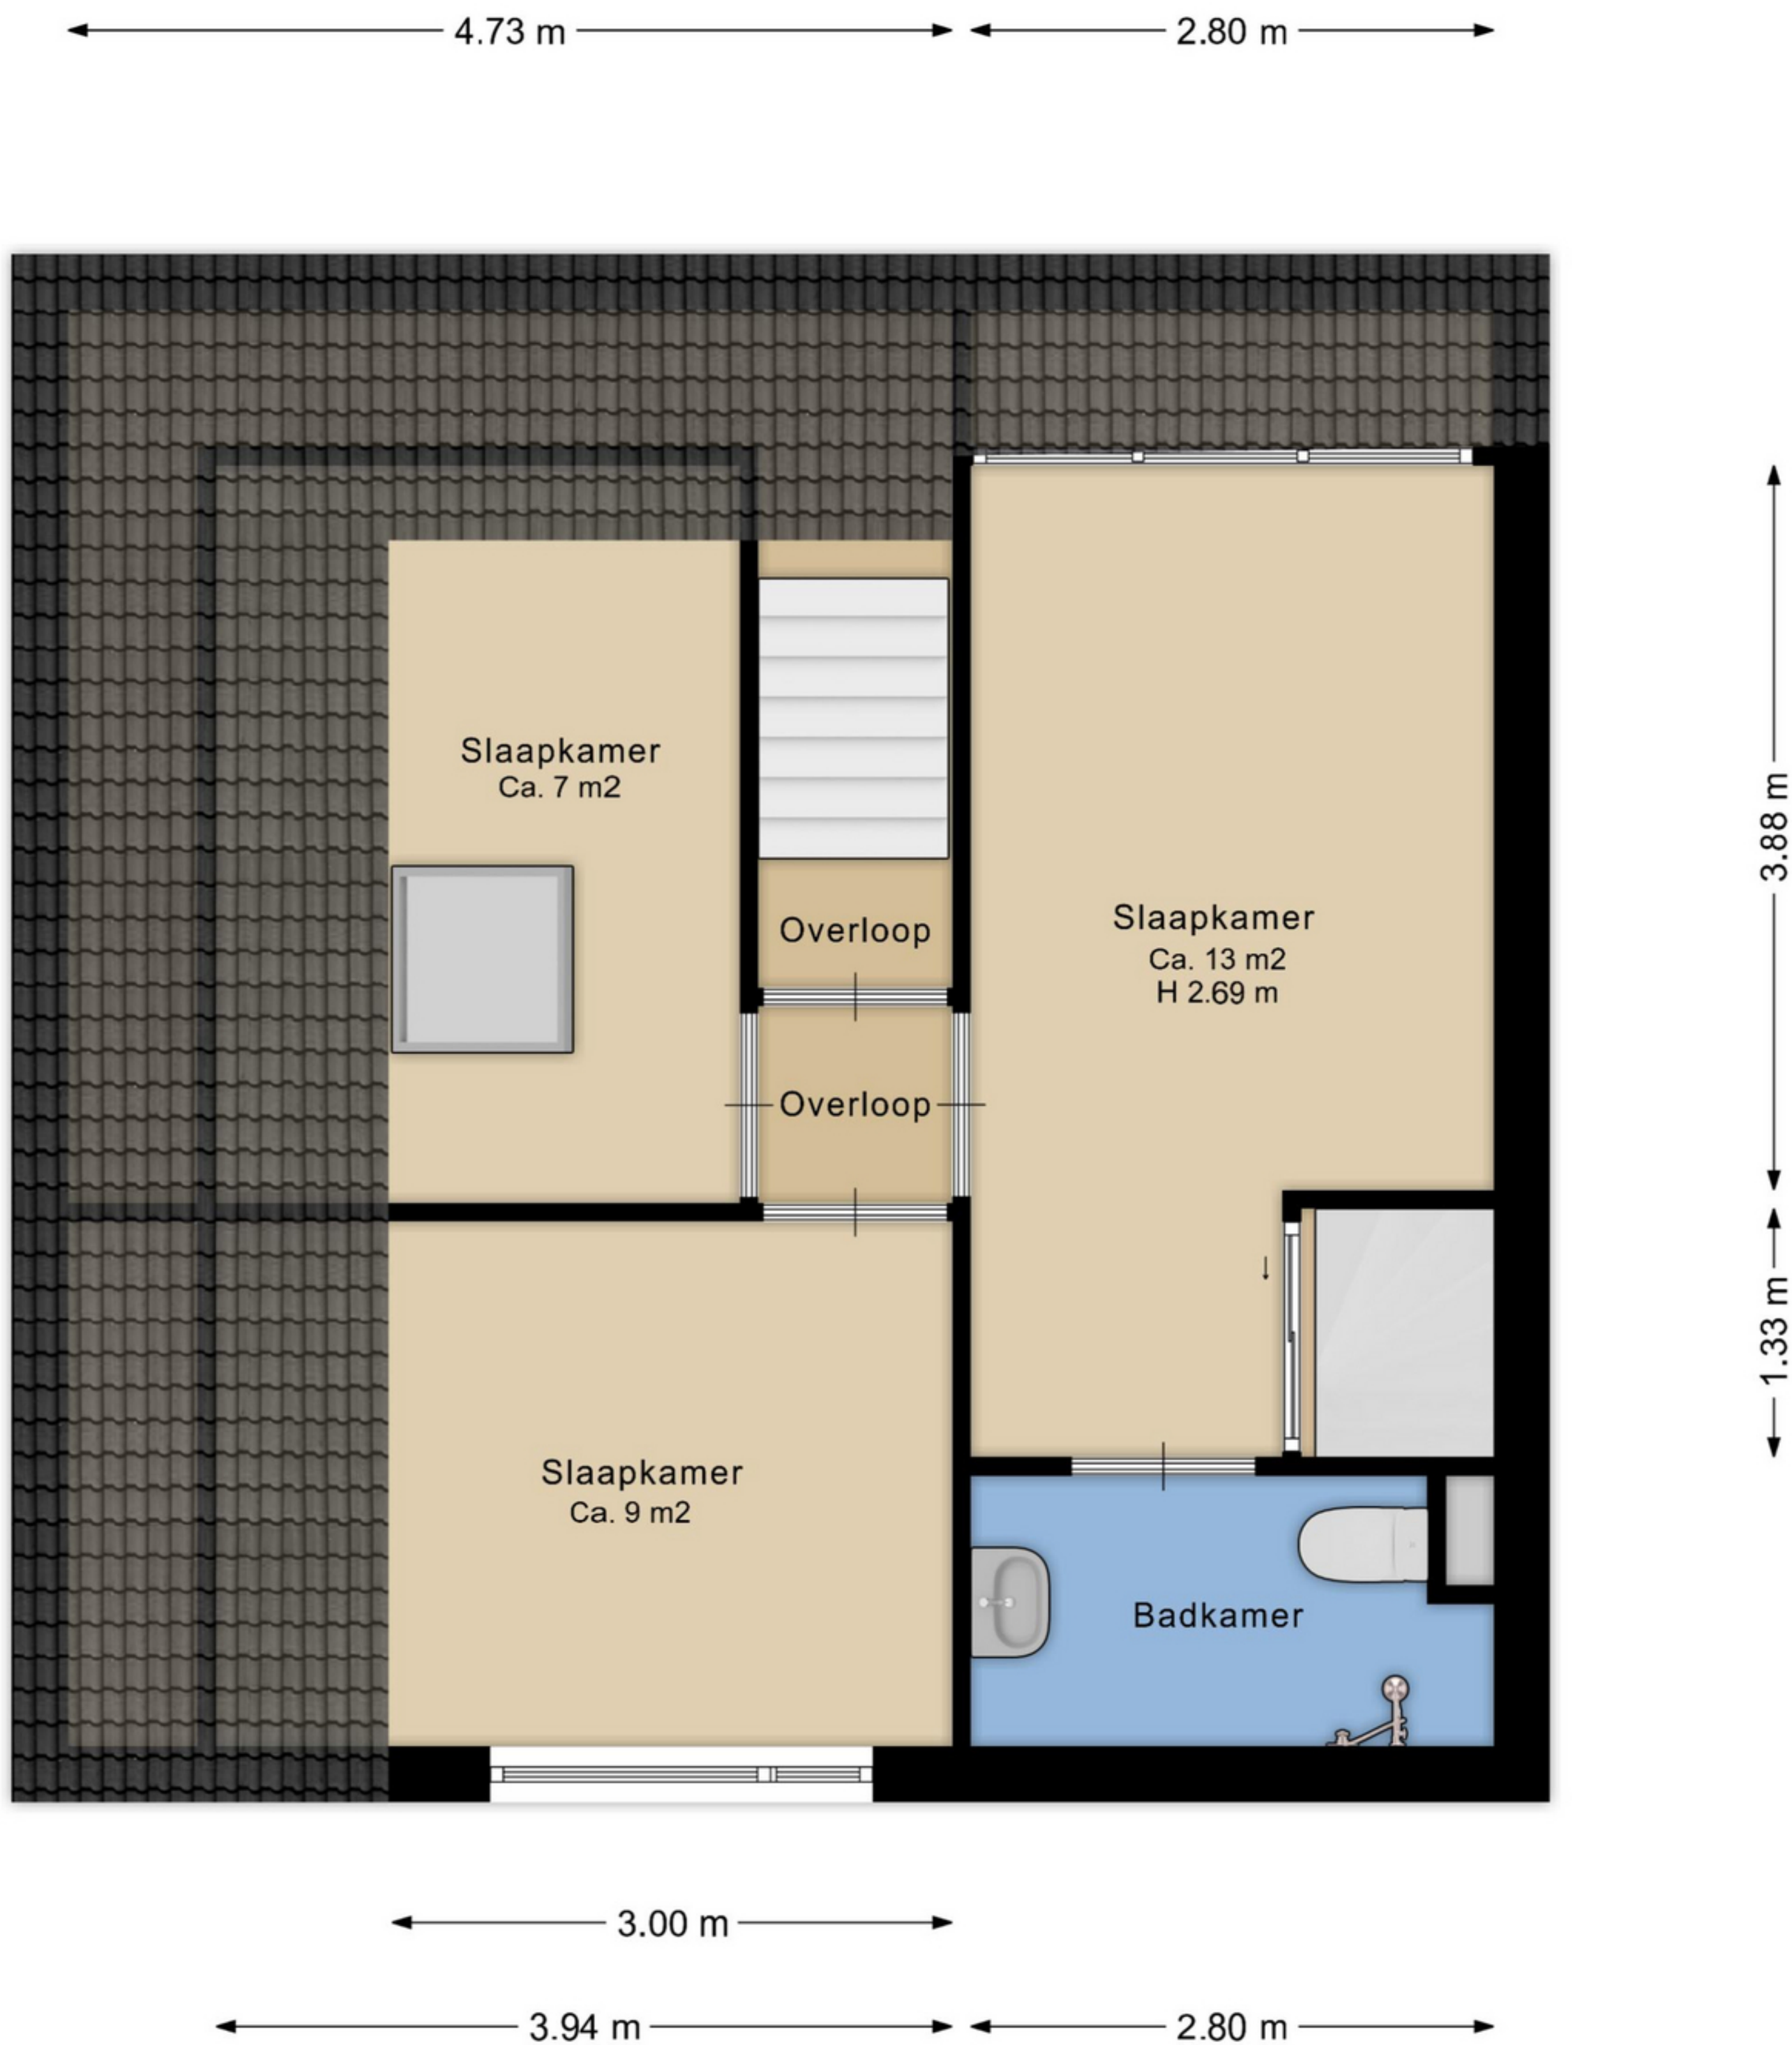 4.73 m
2.80 m
Slaapkamer
Ca. 7 m2
3.88 m
Overloop
Slaapkamer
Ca. 13 m2
H 2.69 m
Overloop
1.33 m
Slaapkamer
Ca. 9 m2
Badkamer
3.00 m
3.94 m
2.80 m